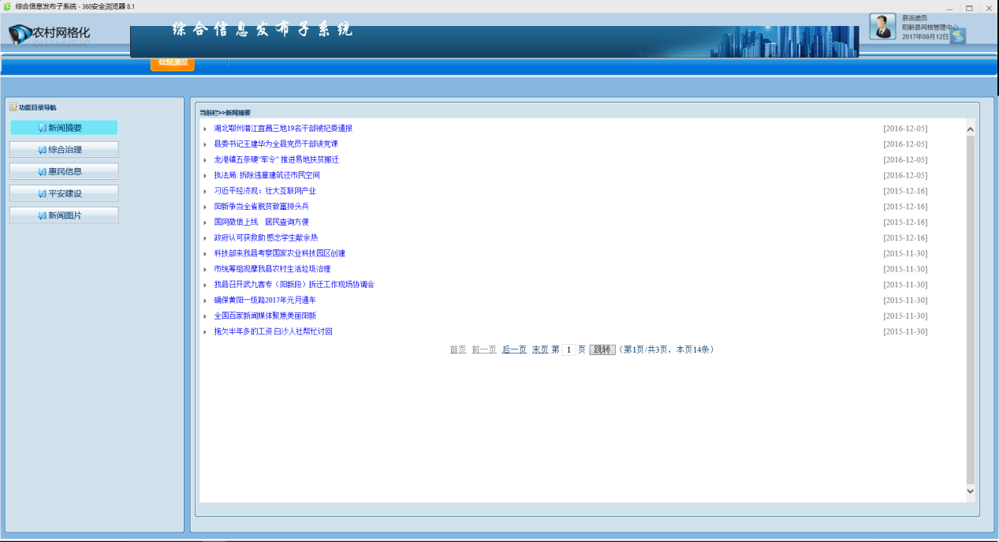 综合信息发布子系统 - 360安全浏览器 8.1
农村网格化
综合信息发布子系统
县派遣员
阳新县网格管理中心
2017年09月12日
信息浏览
功能目录导航
新闻摘要
综合治理
惠民信息
平安建设
新闻图片
当前栏>>新闻摘要
湖北鄂州潜江宜昌三地19名干部被纪委通报 [2016-12-05]
县委书记王建华为全县党员干部讲党课 [2016-12-05]
龙港镇五条硬“军令” 推进易地扶贫搬迁 [2016-12-05]
执法局: 拆除违章建筑还市民空间 [2016-12-05]
习近平经济观：壮大互联网产业 [2015-12-16]
阳新争当全省脱贫致富排头兵 [2015-12-16]
国网微信上线　居民查询方便 [2015-12-16]
政府认可获救助 感念学生献余热 [2015-12-16]
科技部来我县考察国家农业科技园区创建 [2015-11-30]
市统筹组观摩我县农村生活垃圾治理 [2015-11-30]
我县召开武九客专（阳新段）拆迁工作现场协调会 [2015-11-30]
确保黄阳一级路2017年元月通车 [2015-11-30]
全国百家新闻媒体聚焦美丽阳新 [2015-11-30]
拖欠半年多的工资 白沙人社帮忙讨回 [2015-11-30]
首页 前一页 后一页 末页 第 1 页 跳转（第1页/共3页，本页14条）